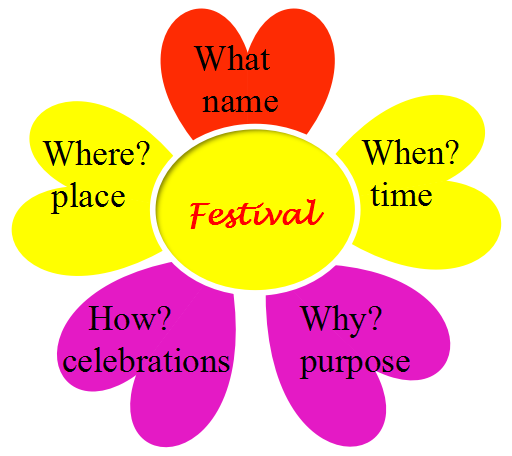 What
name
Where?
place
When?
time
Festival
How?
celebrations
Why?
purpose